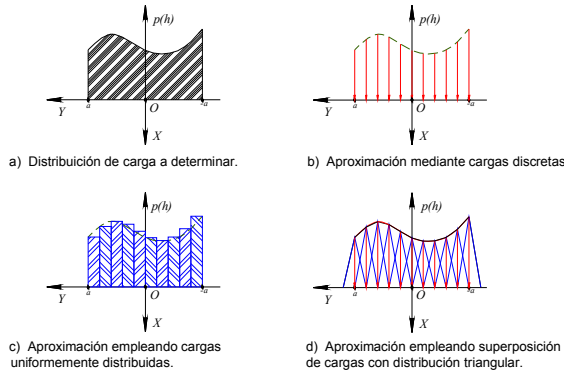 p(h)
a
-a
Y
O
X
a) Distribuición de carga a determinar.
p(h)
a
-a
Y
O
X
b) Aproximación mediante cargas discretas
p(h)
a
-a
Y
O
X
c) Aproximación empleando cargas
uniformemente distribuidas.
p(h)
a
-a
Y
O
X
d) Aproximación empleando superposición
de cargas con distribución triangular.